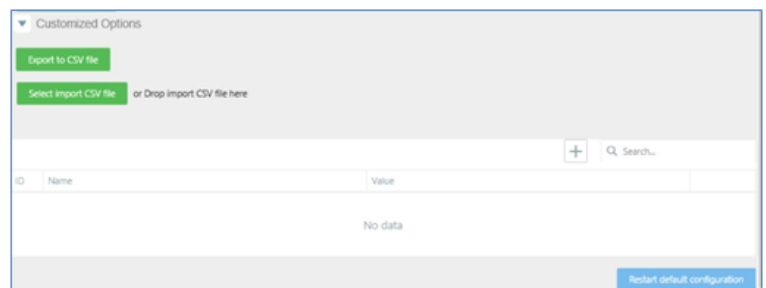 Customized Options
Export to CSV file
Select import CSV file or Drop import CSV file here
Search...
ID Name Value
No data
Restart default configuration